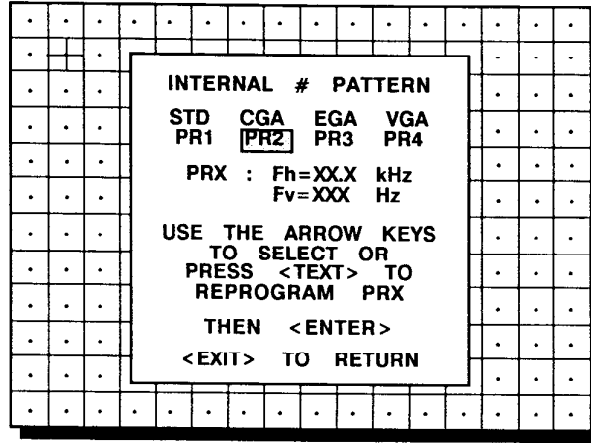 INTERNAL # PATTERN
STD CGA EGA VGA
PR1 PR2 PR3 PR4
PRX : Fh=XX.X kHz
Fv=XXX Hz
USE THE ARROW KEYS
TO SELECT OR
PRESS <TEXT> TO
REPROGRAM PRX
THEN <ENTER>
<EXIT> TO RETURN